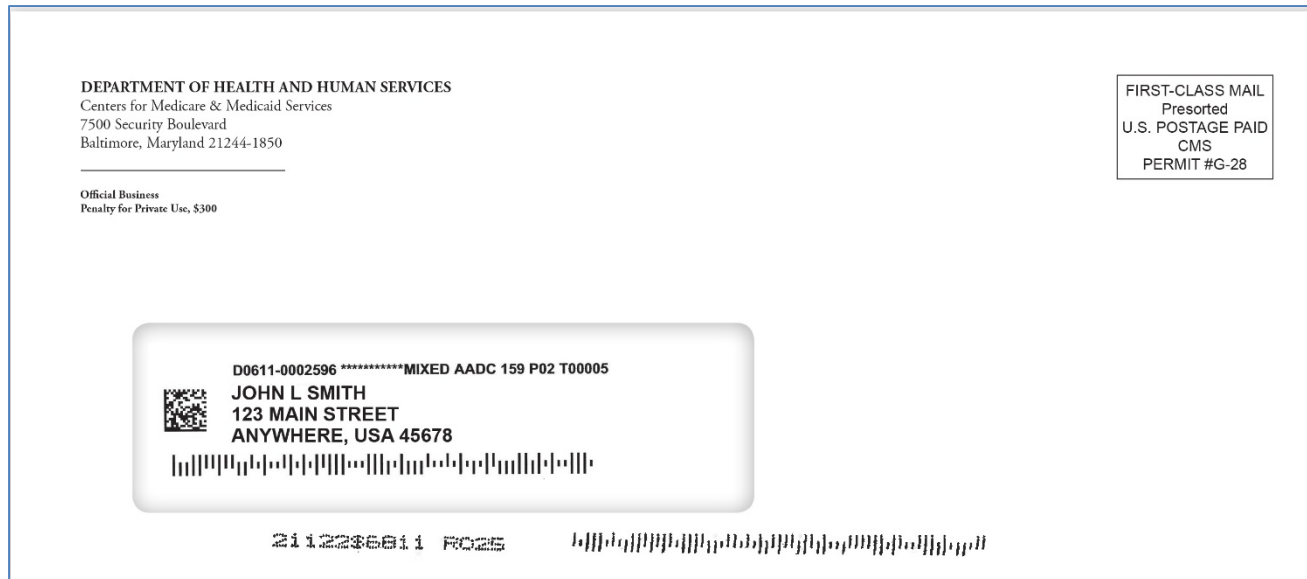 DEPARTMENT OF HEALTH AND HUMAN SERVICES
Centers for Medicare & Medicaid Services
7500 Security Boulevard
Baltimore, Maryland 21244-1850
Official Business
Penalty for Private Use, $300
FIRST-CLASS MAIL
Presorted
U.S. POSTAGE PAID
CMS
PERMIT #G-28
D0611-0002596 ***********MIXED AADC 159 P02 T00005
JOHN L SMITH
123 MAIN STREET
ANYWHERE, USA 45678
R025